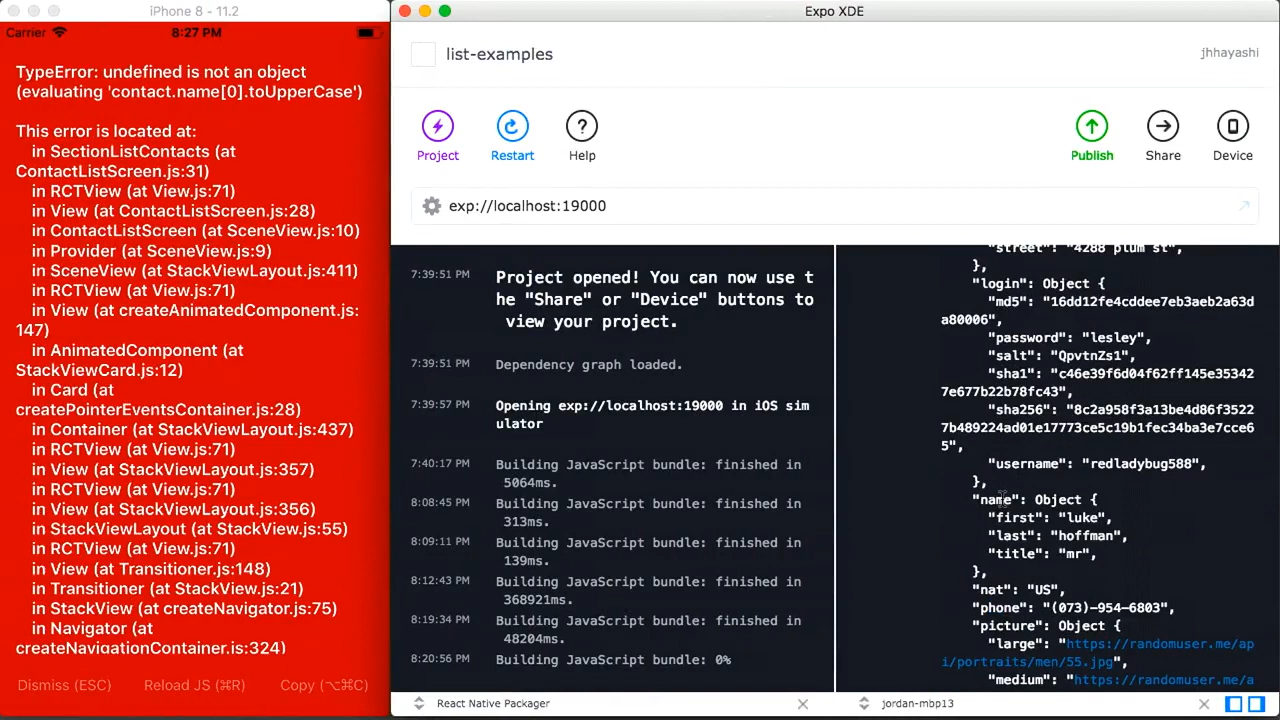 iPhone 8 - 11.2
Carrier
8:27 PM
TypeError: undefined is not an object
(evaluating 'contact.name[0].toUpperCase')
This error is located at:
in SectionListContacts (at
ContactListScreen.js:31)
in RCTView (at View.js:71)
in View (at ContactListScreen.js:28)
in ContactListScreen (at SceneView.js:10)
in Provider (at SceneView.js:9)
in SceneView (at StackViewLayout.js:411)
in RCTView (at View.js:71)
in View (at createAnimatedComponent.js:
147)
in AnimatedComponent (at
StackViewCard.js:12)
in Card (at
createPointerEventsContainer.js:28)
in Container (at StackViewLayout.js:437)
in RCTView (at View.js:71)
in View (at StackViewLayout.js:357)
in RCTView (at View.js:71)
in View (at StackViewLayout.js:356)
in StackViewLayout (at StackView.js:55)
in RCTView (at View.js:71)
in View (at Transitioner.js:148)
in Transitioner (at StackView.js:21)
in StackView (at createNavigator.js:75)
in Navigator (at
createNavigationContainer.js:324)
Dismiss (ESC)
Reload JS (⌘R)
Copy (⌥⌘C)
Expo XDE
list-examples
jhhayashi
Project
Restart
Help
Publish
Share
Device
exp://localhost:19000
7:39:51 PM
Project opened! You can now use t
he "Share" or "Device" buttons to
view your project.
7:39:51 PM
Dependency graph loaded.
7:39:57 PM
Opening exp://localhost:19000 in iOS sim
ulator
7:40:17 PM
Building JavaScript bundle: finished in
5064ms.
8:08:45 PM
Building JavaScript bundle: finished in
313ms.
8:09:11 PM
Building JavaScript bundle: finished in
139ms.
8:12:43 PM
Building JavaScript bundle: finished in
368921ms.
8:19:34 PM
Building JavaScript bundle: finished in
48204ms.
8:20:56 PM
Building JavaScript bundle: 0%
React Native Packager
"street": "4288 plum st",
},
"login": Object {
"md5": "16dd12fe4cddee7eb3aeb2a63d
a80006",
"password": "lesley",
"salt": "QpvtnZs1",
"sha1": "c46e39f6d04f62ff145e35342
7e677b22b78fc43",
"sha256": "8c2a958f3a13be4d86f3522
7b489224ad01e17773ce5c19b1fec34ba3e7cce6
5",
"username": "redladybug588",
},
"name": Object {
"first": "luke",
"last": "hoffman",
"title": "mr",
},
"nat": "US",
"phone": "(073)-954-6803",
"picture": Object {
"large": "https://randomuser.me/ap
i/portraits/men/55.jpg",
"medium": "https://randomuser.me/a
jordan-mbp13